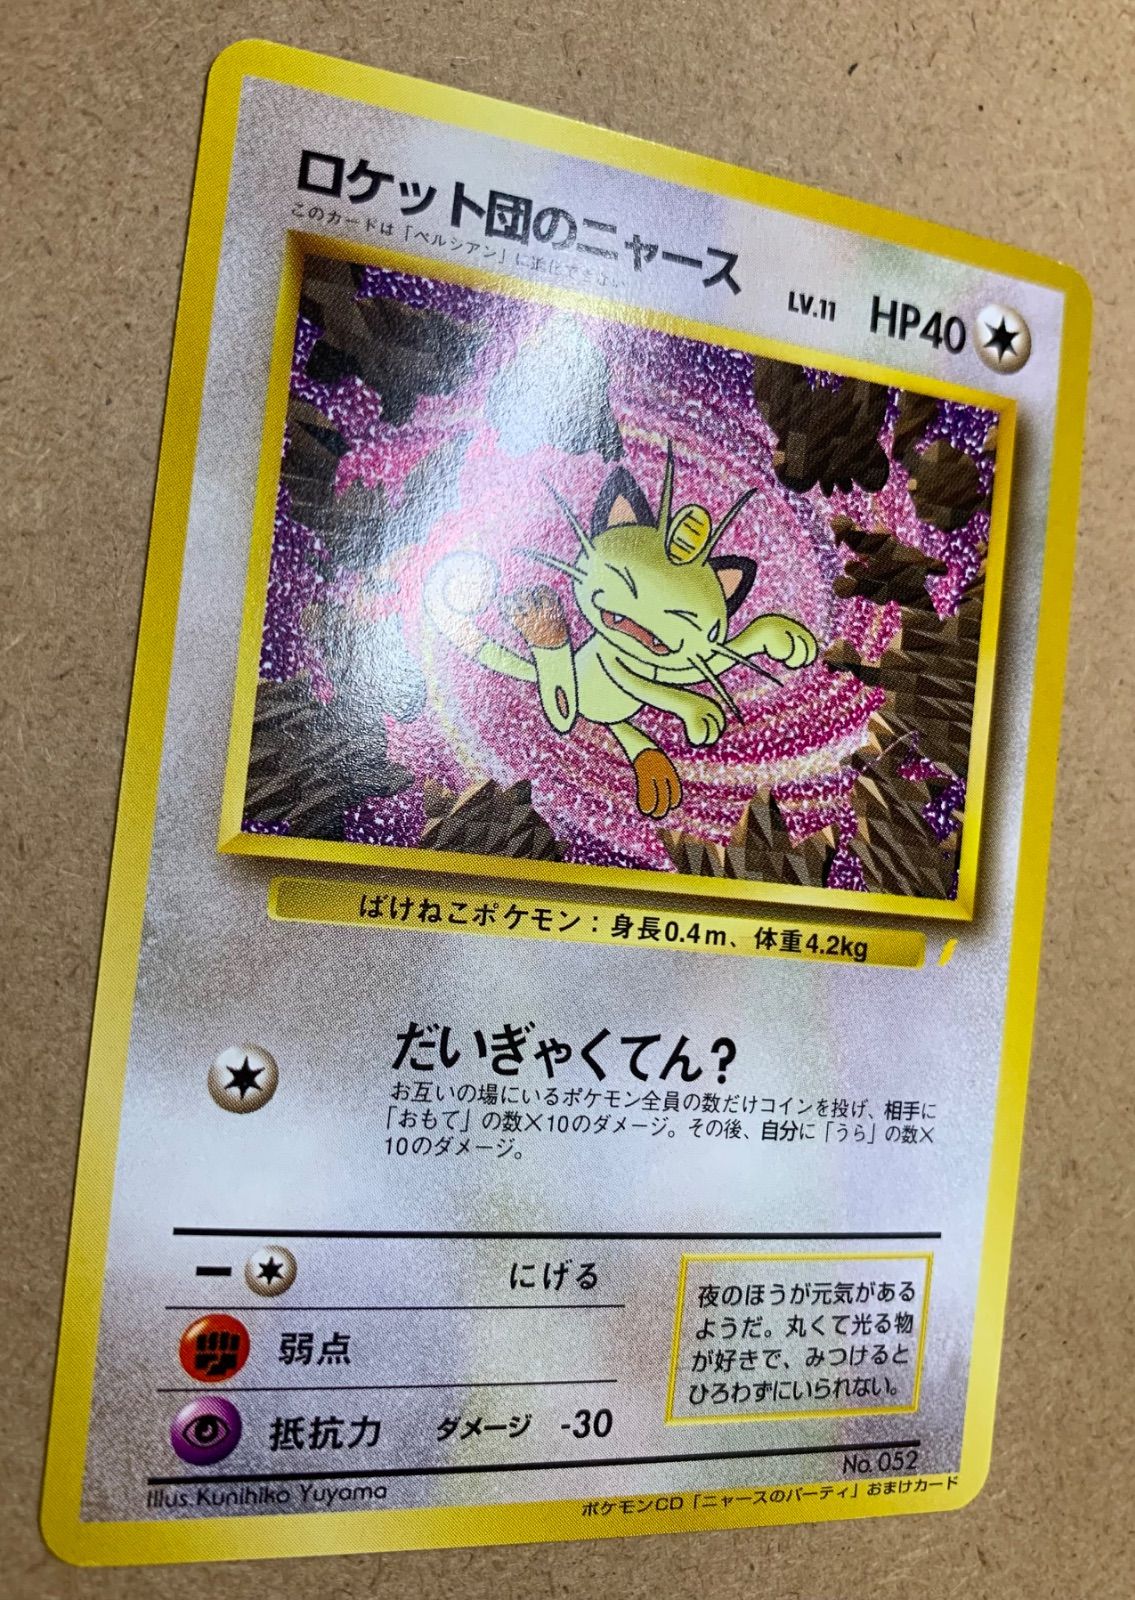 ロケット団のニャース
このカードは「ペルシアン」に進化できない
LV.11 HP40
ばけねこポケモン：身長0.4m、体重4.2kg
だいぎゃくてん?
お互いの場にいるポケモン全員の数だけコインを投げ、相手に
「おもて」の数×10のダメージ。その後、自分に「うら」の数×
10のダメージ。
にげる
弱点
抵抗力 ダメージ -30
夜のほうが元気がある
ようだ。丸くて光る物
が好きで、みつけると
ひろわずにいられない。
No. 052
Illus. Kunihiko Yuyama
ポケモンCD「ニャースのパーティ」おまけカード